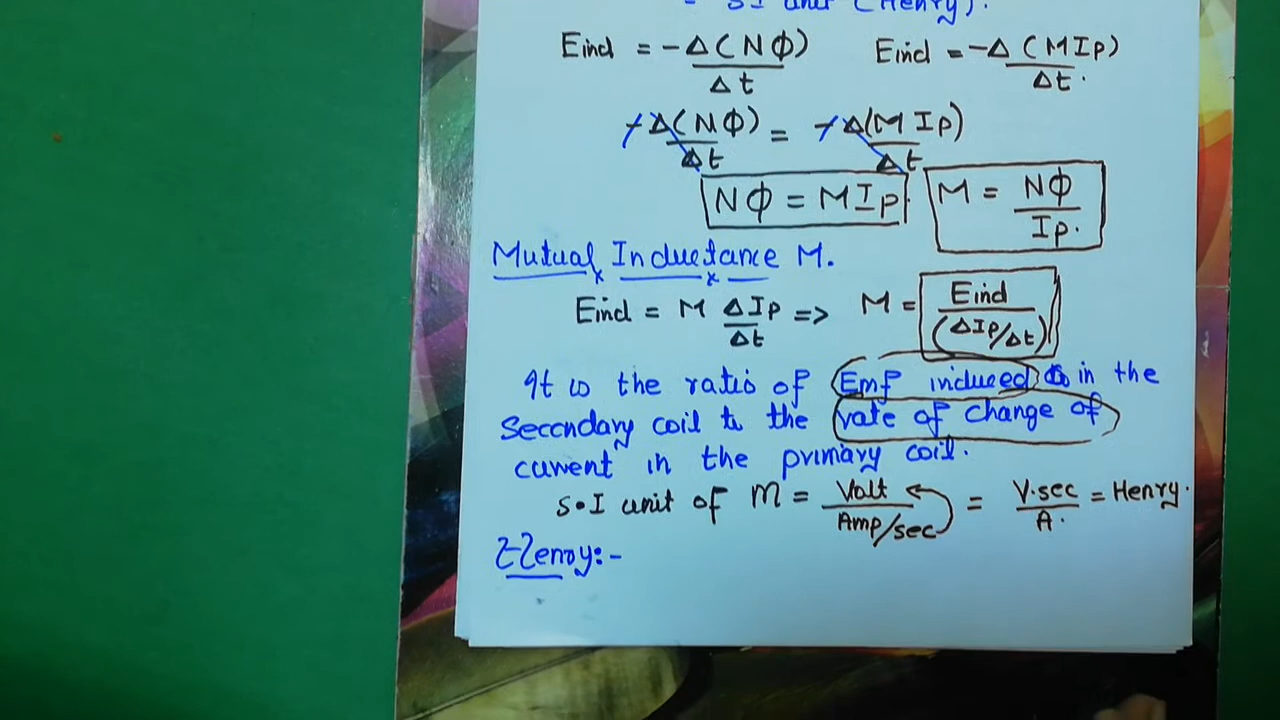 = S.I unit (Henry).
Eind = -Δ(NΦ)/Δt Eind = -Δ(MIp)/Δt.
-Δ(NΦ)/Δt = -Δ(MIp)/Δt
NΦ = MIp. M = NΦ/Ip.
Mutual Inductance M.
Eind = M ΔIp/Δt => M = Eind/(ΔIp/Δt)
It is the ratio of Emf induced in the
Secondary coil to the rate of change of
current in the primary coil.
S.I unit of M = Volt/Amp/sec = V.sec/A. = Henry.
Henry:-